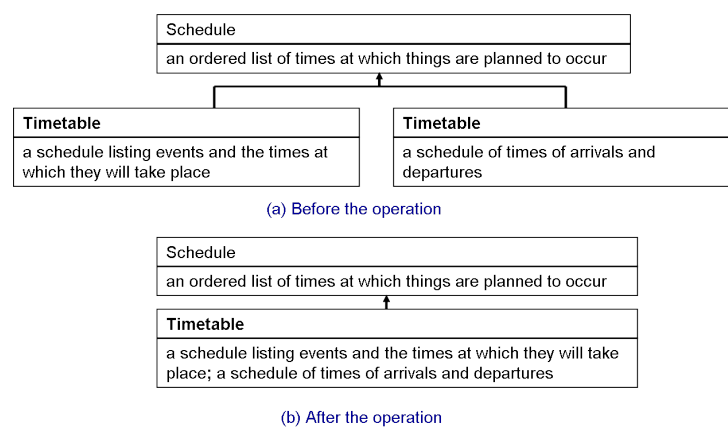 Schedule
an ordered list of times at which things are planned to occur
Timetable
a schedule listing events and the times at
which they will take place
Timetable
a schedule of times of arrivals and
departures
(a) Before the operation
Schedule
an ordered list of times at which things are planned to occur
Timetable
a schedule listing events and the times at which they will take
place; a schedule of times of arrivals and departures
(b) After the operation